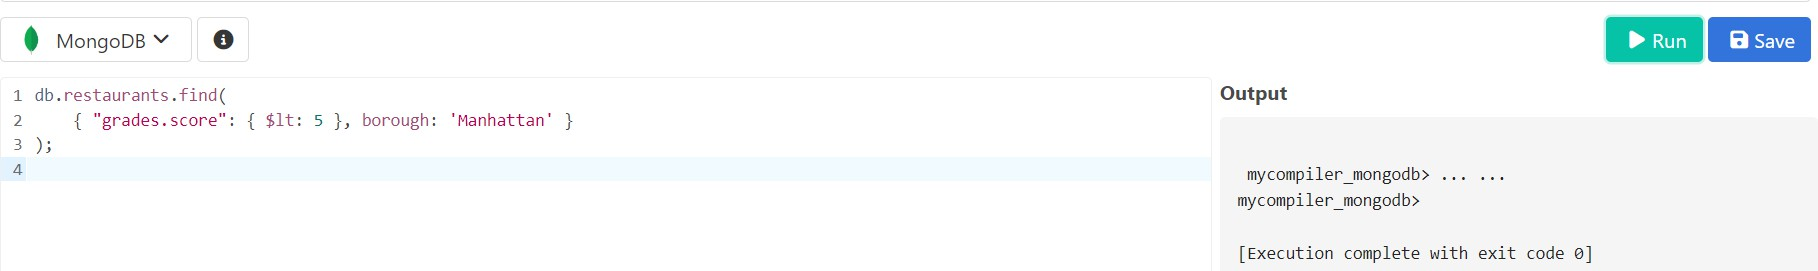 MongoDB
Run
Save
1 db.restaurants.find(
2 { "grades.score": { $lt: 5 }, borough: 'Manhattan' }
3 );
4
Output
mycompiler_mongodb> ... ...
mycompiler_mongodb>
[Execution complete with exit code 0]